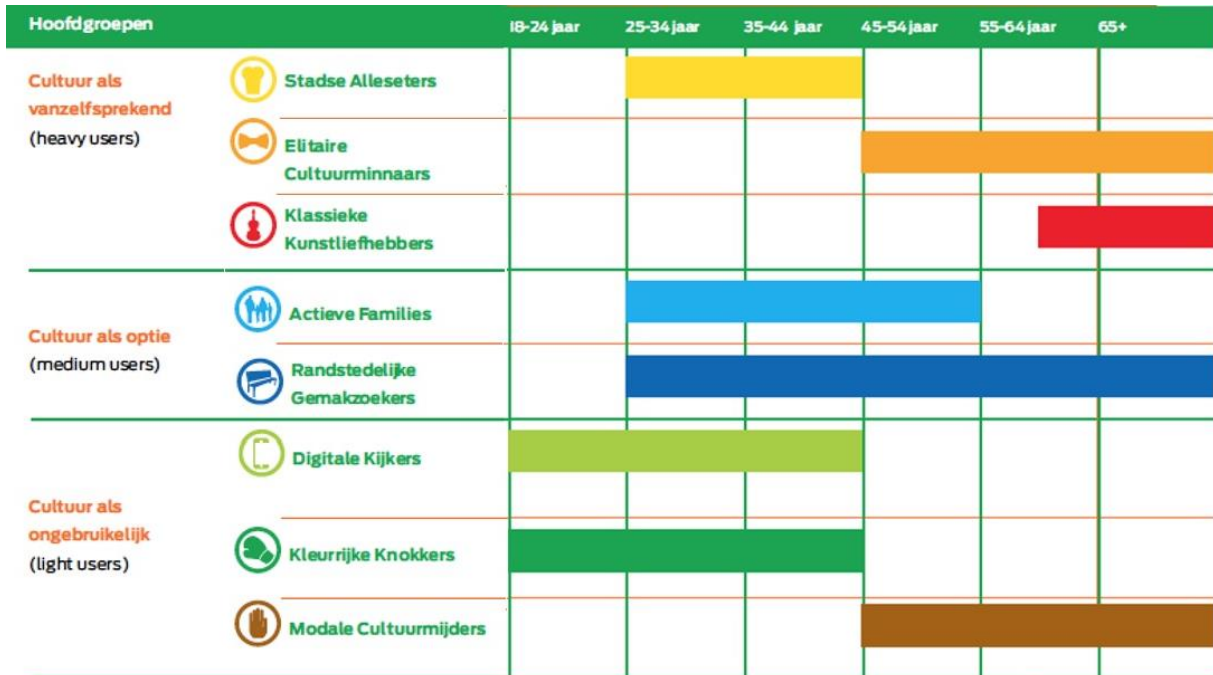 Hoofdgroepen 18-24 jaar 25-34 jaar 35-44 jaar 45-54 jaar 55-64 jaar 65+
Cultuur als
vanzelfsprekend
(heavy users)
Stadse Alleseters
Elitaire
Cultuurminnaars
Klassieke
Kunstliefhebbers
Cultuur als optie
(medium users)
Actieve Families
Randstedelijke
Gemakzoekers
Cultuur als
ongebruikelijk
(light users)
Digitale Kijkers
Kleurrijke Knokkers
Modale Cultuurmijders